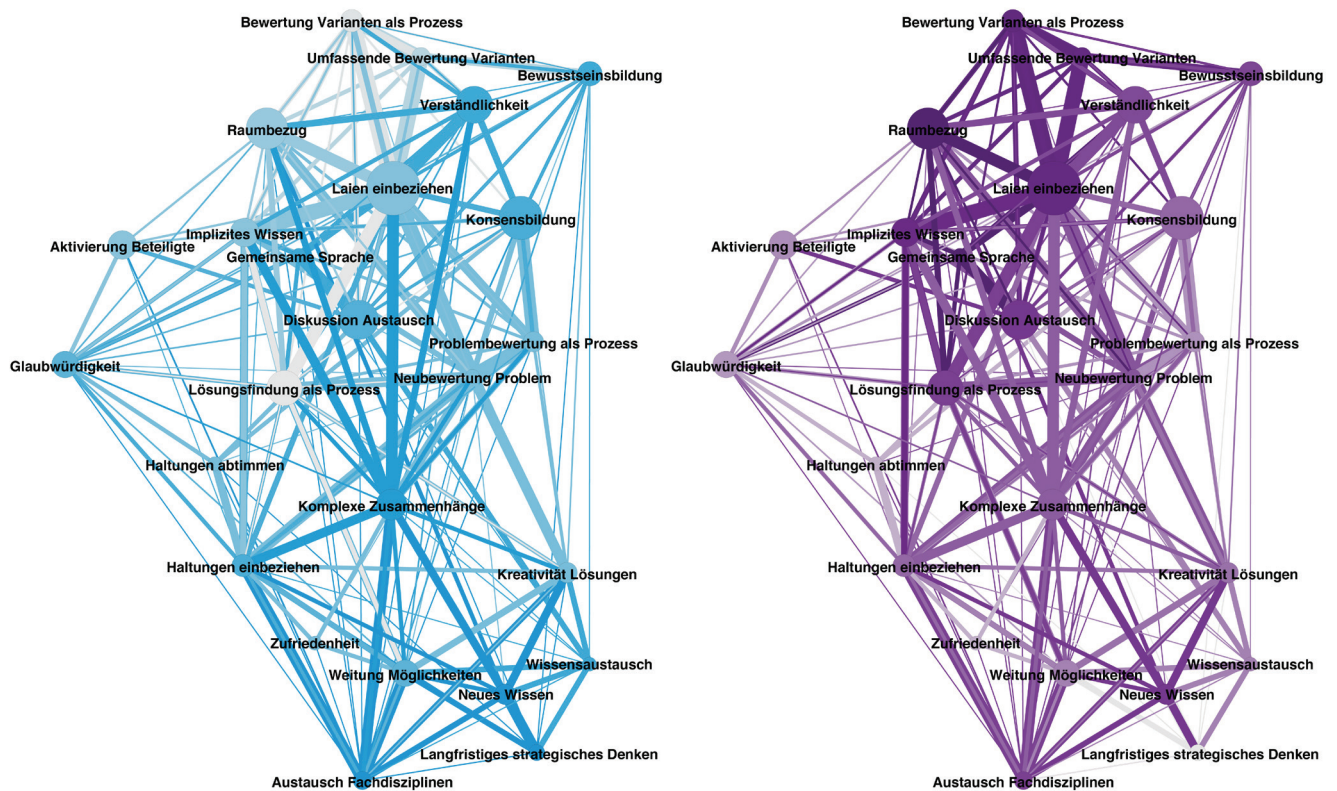 Bewertung Varianten als Prozess
Umfassende Bewertung Varianten
Bewusstseinsbildung
Verständlichkeit
Raumbezug
Laien einbeziehen
Konsensbildung
Implizites Wissen
Aktivierung Beteiligte
Gemeinsame Sprache
Diskussion Austausch
Problembewertung als Prozess
Glaubwürdigkeit
Neubewertung Problem
Lösungsfindung als Prozess
Haltungen abtimmen
Komplexe Zusammenhänge
Haltungen einbeziehen
Kreativität Lösungen
Zufriedenheit
Wissensaustausch
Weitung Möglichkeiten
Neues Wissen
Langfristiges strategisches Denken
Austausch Fachdisziplinen
Bewertung Varianten als Prozess
Umfassende Bewertung Varianten
Bewusstseinsbildung
Verständlichkeit
Raumbezug
Laien einbeziehen
Konsensbildung
Implizites Wissen
Aktivierung Beteiligte
Gemeinsame Sprache
Diskussion Austausch
Problembewertung als Prozess
Glaubwürdigkeit
Neubewertung Problem
Lösungsfindung als Prozess
Haltungen abtimmen
Komplexe Zusammenhänge
Haltungen einbeziehen
Kreativität Lösungen
Zufriedenheit
Wissensaustausch
Weitung Möglichkeiten
Neues Wissen
Langfristiges strategisches Denken
Austausch Fachdisziplinen